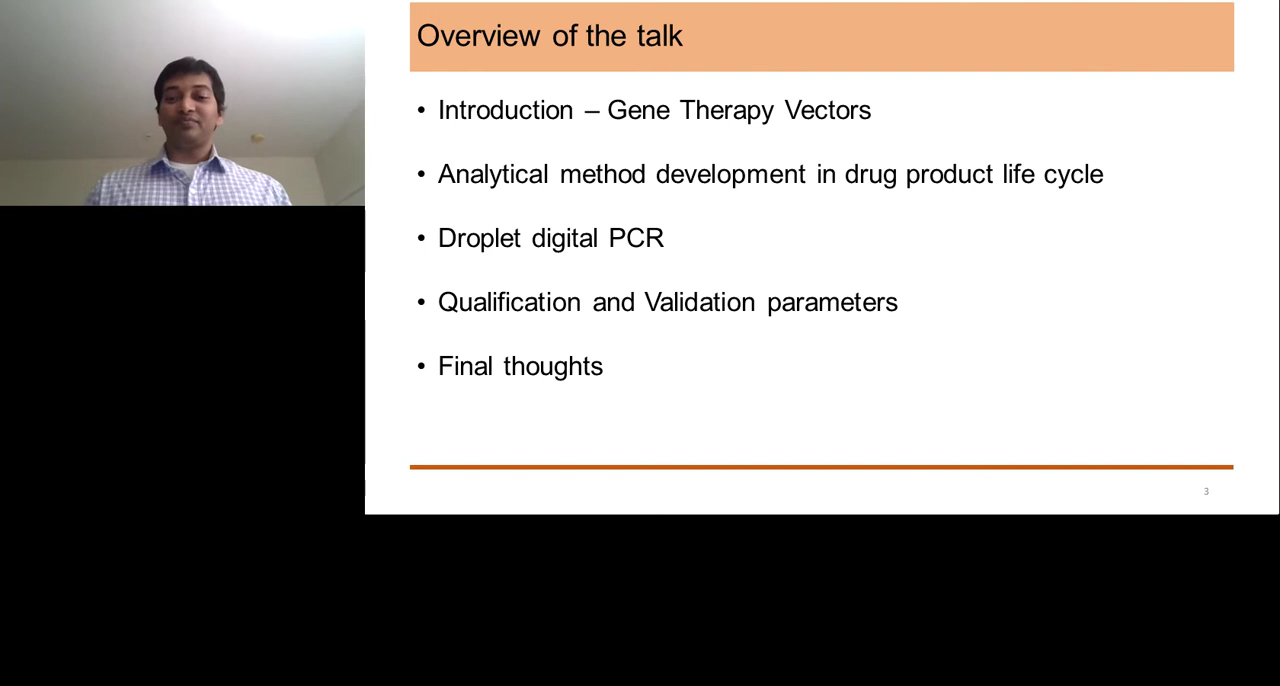 Overview of the talk
• Introduction – Gene Therapy Vectors
• Analytical method development in drug product life cycle
• Droplet digital PCR
• Qualification and Validation parameters
• Final thoughts
3